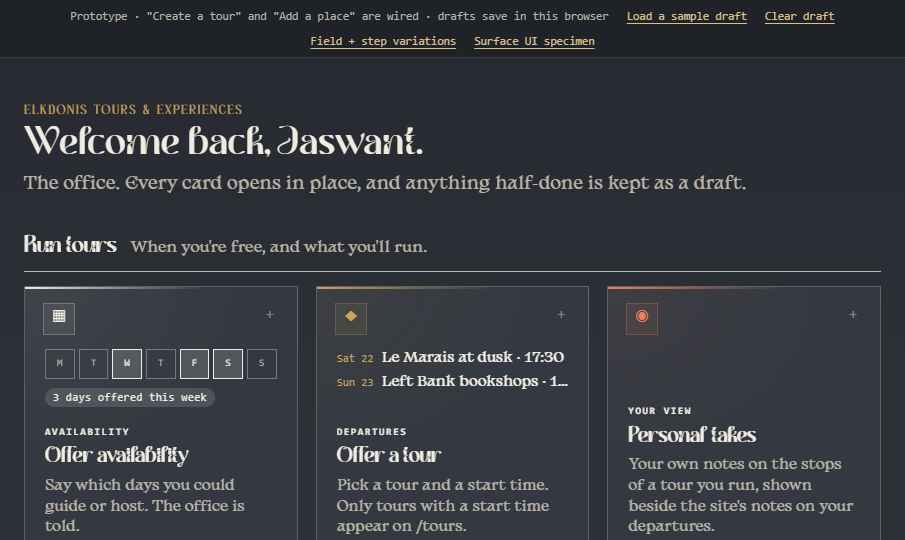 Prototype · "Create a tour" and "Add a place" are wired · drafts save in this browser Load a sample draft Clear draft
Field + step variations Surface UI specimen
ELKDONIS TOURS & EXPERIENCES
Welcome back, Jaswant.
The office. Every card opens in place, and anything half-done is kept as a draft.
Run tours When you're free, and what you'll run.
+
M T W T F S S
3 days offered this week
AVAILABILITY
Offer availability
Say which days you could
guide or host. The office is
told.
+
Sat 22 Le Marais at dusk · 17:30
Sun 23 Left Bank bookshops · 1...
DEPARTURES
Offer a tour
Pick a tour and a start time.
Only tours with a start time
appear on /tours.
+
YOUR VIEW
Personal takes
Your own notes on the stops
of a tour you run, shown
beside the site's notes on your
departures.